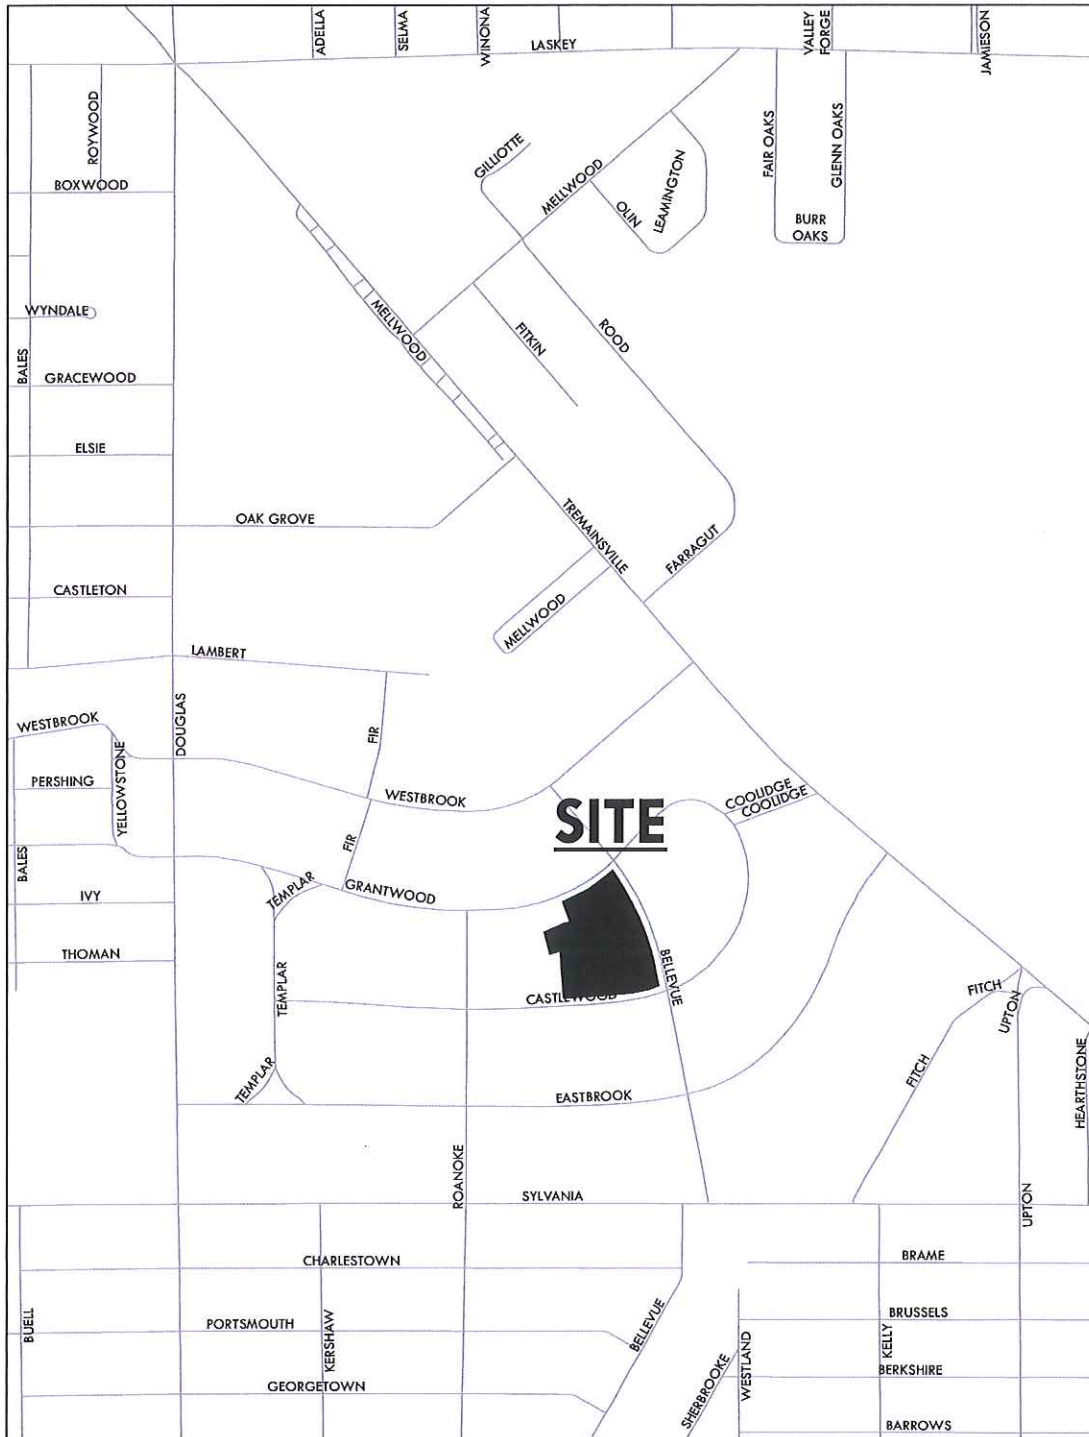 ADELLA
SELMA
WINONA
LASKEY
VALLEY
FORGE
JAMIESON
ROYWOOD
BOXWOOD
GILLIOTTE
MELLWOOD
OLIN
LEAMINGTON
FAIR OAKS
GLENN OAKS
BURR
OAKS
WYNDALE
MELLWOOD
FITKIN
ROOD
BALES
GRACEWOOD
ELSIE
OAK GROVE
TREMAINSVILLE
FARRAGUT
CASTLETON
MELLWOOD
LAMBERT
DOUGLAS
WESTBROOK
FIR
YELLOWSTONE
PERSHING
WESTBROOK
COOLIDGE
COOLIDGE
SITE
FIR
BALES
IVY
TEMPLAR
GRANTWOOD
THOMAN
BELLEVUE
TEMPLAR
CASTLEWOOD
FITCH
UPTON
TEMPLAR
EASTBROOK
FITCH
HEARTHSTONE
ROANOKE
SYLVANIA
UPTON
CHARLESTOWN
BRAME
BUELL
PORTSMOUTH
KERSHAW
BELLEVUE
BRUSSELS
KELLY
WESTLAND
SHERBROOKE
BERKSHIRE
GEORGETOWN
BARROWS